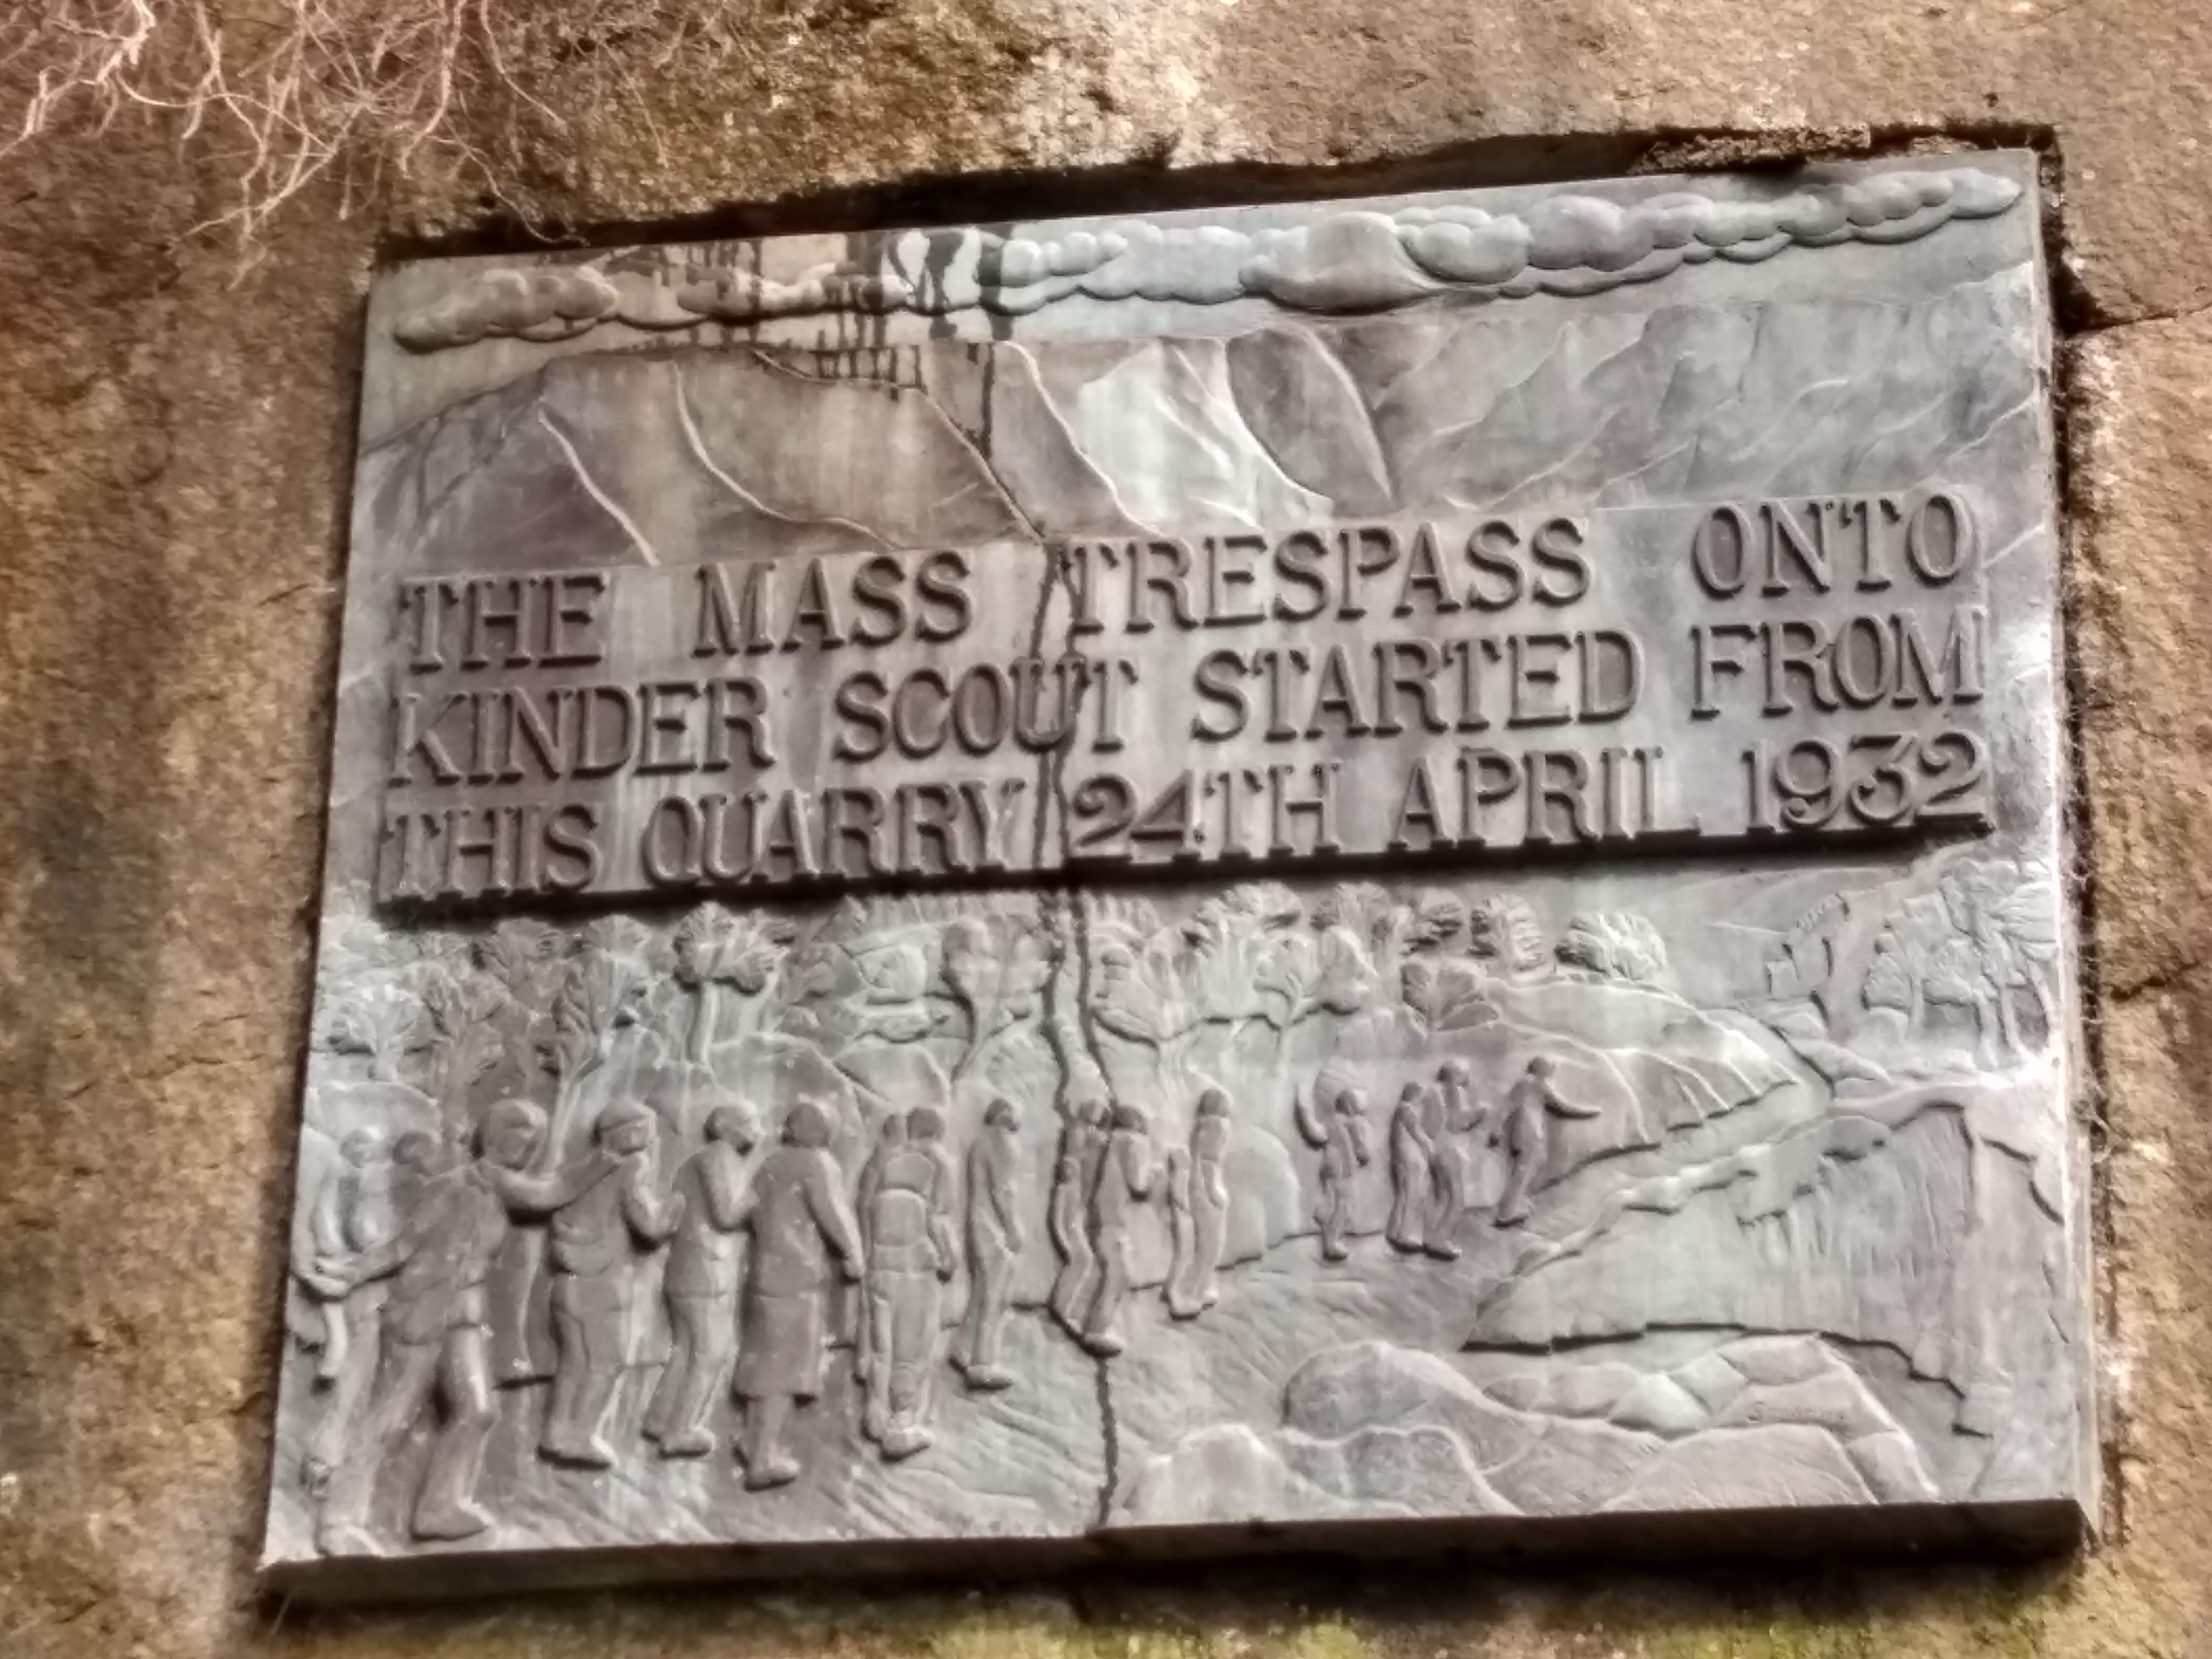 THE MASS TRESPASS ONTO
KINDER SCOUT STARTED FROM
THIS QUARRY 24TH APRIL 1932